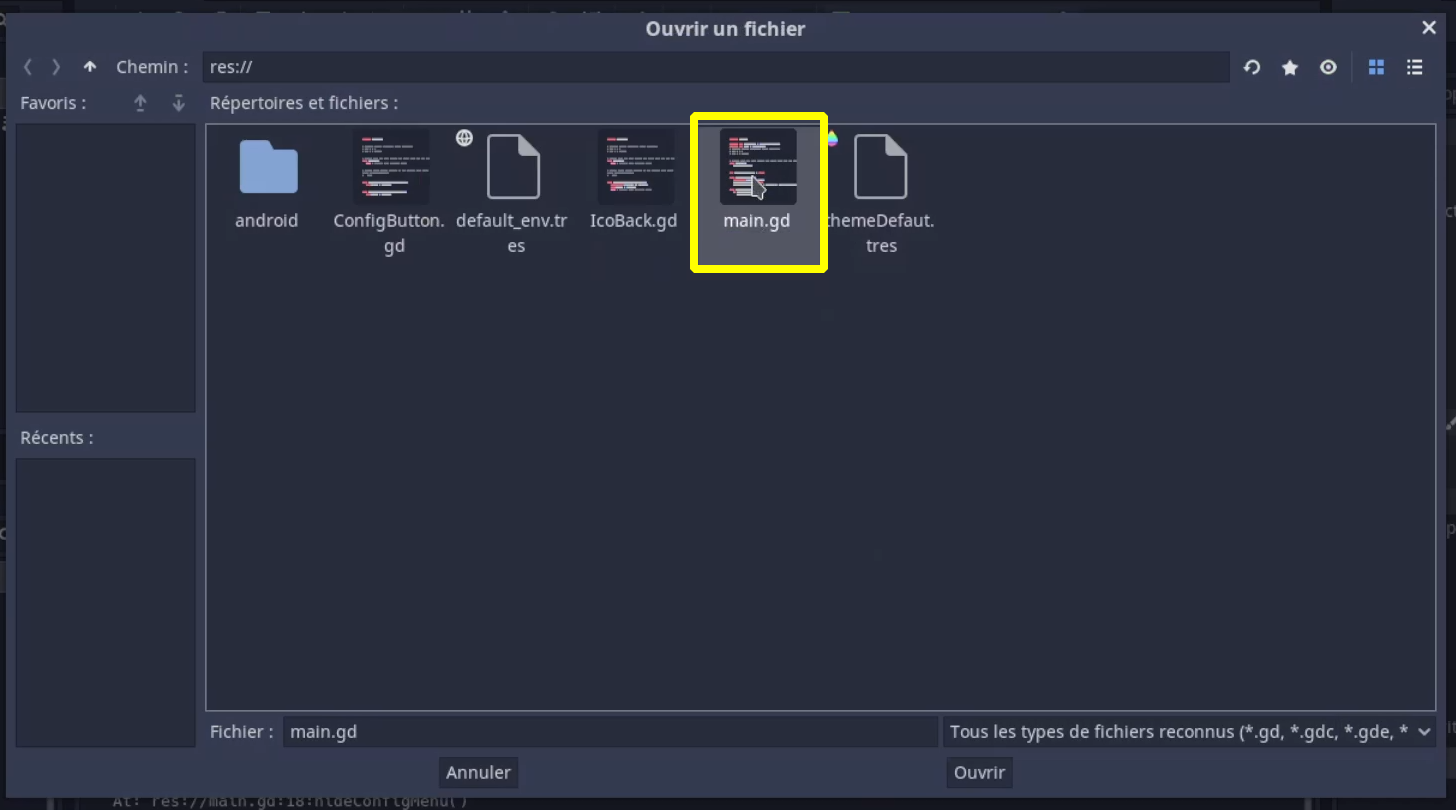 Ouvrir un fichier
Chemin : res://
Favoris :
Répertoires et fichiers :
android
ConfigButton.
gd
default_env.tr
es
IcoBack.gd
main.gd
themeDefaut.
tres
Récents :
Fichier : main.gd
Tous les types de fichiers reconnus (*.gd, *.gdc, *.gde, *
Annuler
Ouvrir
At: res://main.gd:18:hideConfigMenu()